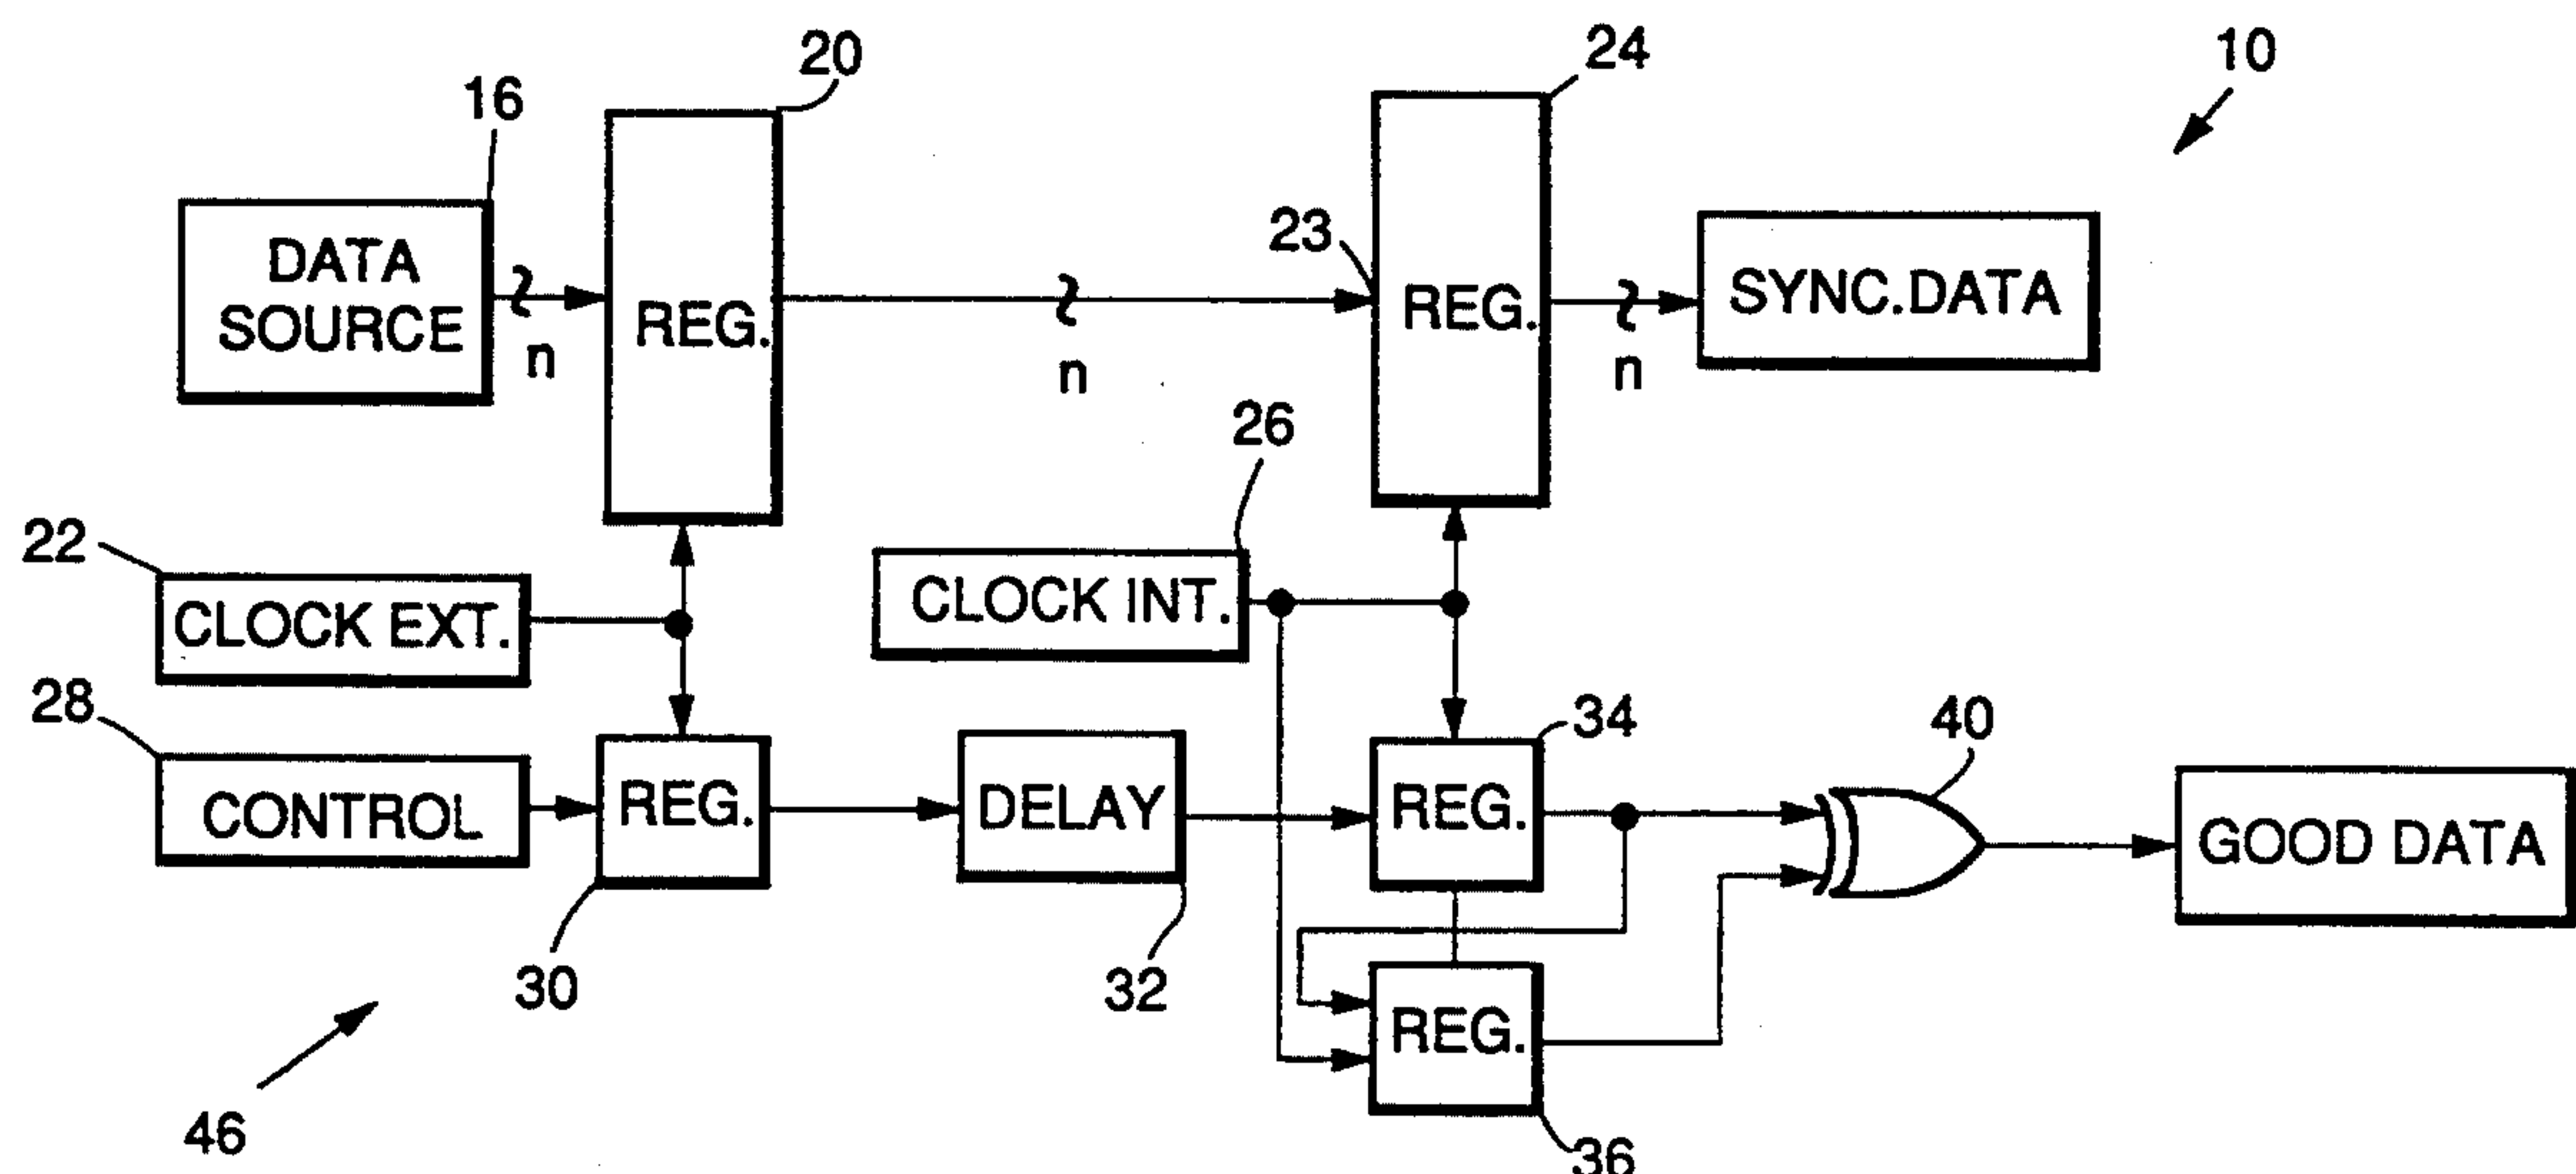 20
24
10
16
DATA
SOURCE
n
REG.
n
23
REG.
n
SYNC.DATA
26
22
CLOCK EXT.
CLOCK INT.
28
CONTROL
REG.
30
DELAY
32
34
REG.
40
GOOD DATA
REG.
36
46